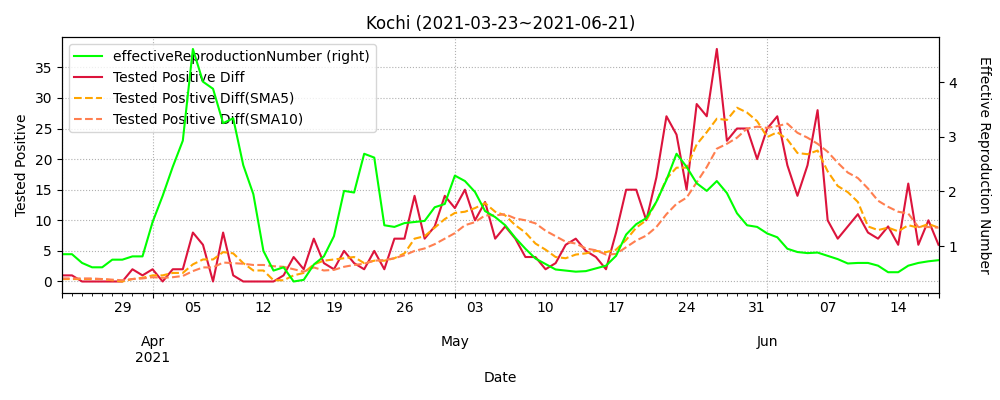 Kochi (2021-03-23~2021-06-21)
effectiveReproductionNumber (right)
Tested Positive Diff
Tested Positive Diff(SMA5)
Tested Positive Diff(SMA10)
Tested Positive
35
30
25
20
15
10
5
0
4
3
2
1
Effective Reproduction Number
29 05 12 19 26 03 10 17 24 31 07 14
Apr May Jun
2021
Date